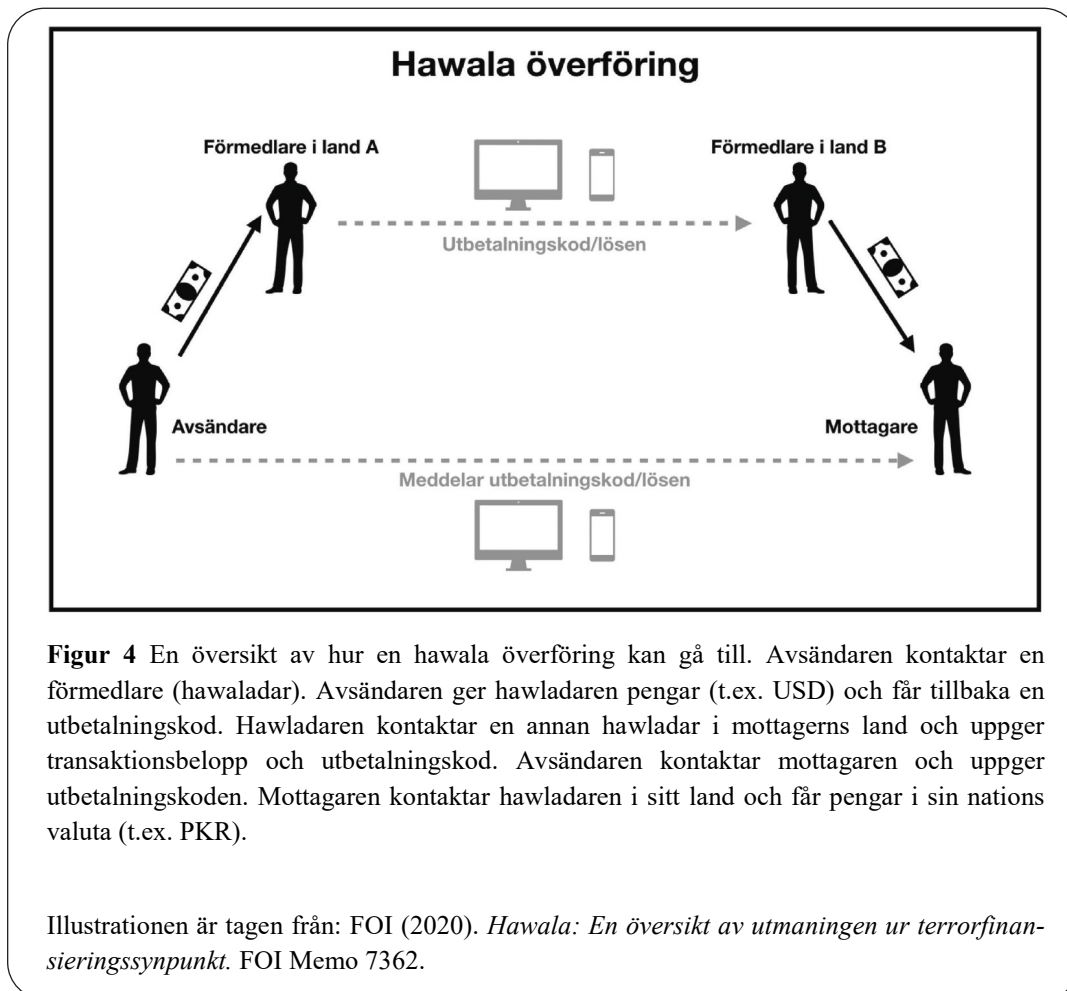 Hawala överföring
Förmedlare i land A
Förmedlare i land B
Utbetalningskod/lösen
Avsändare
Mottagare
Meddelar utbetalningskod/lösen
Figur 4 En översikt av hur en hawala överföring kan gå till. Avsändaren kontaktar en
förmedlare (hawaladar). Avsändaren ger hawladaren pengar (t.ex. USD) och får tillbaka en
utbetalningskod. Hawladaren kontaktar en annan hawladar i mottagerns land och uppger
transaktionsbelopp och utbetalningskod. Avsändaren kontaktar mottagaren och uppger
utbetalningskoden. Mottagaren kontaktar hawladaren i sitt land och får pengar i sin nations
valuta (t.ex. PKR).
Illustrationen är tagen från: FOI (2020). Hawala: En översikt av utmaningen ur terrorfinan-
sieringssynpunkt. FOI Memo 7362.